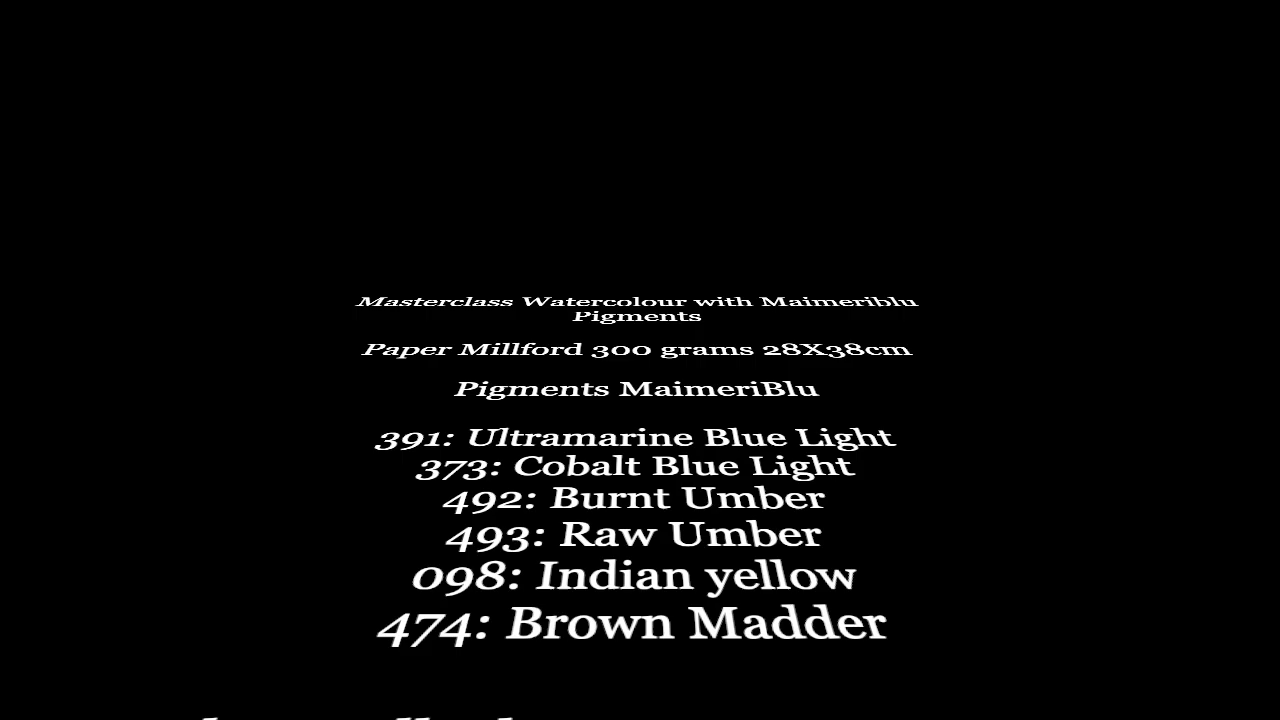 Masterclass Watercolour with Maimeriblu
Pigments
Paper Millford 300 grams 28X38cm
Pigments MaimeriBlu
391: Ultramarine Blue Light
373: Cobalt Blue Light
492: Burnt Umber
493: Raw Umber
098: Indian yellow
474: Brown Madder